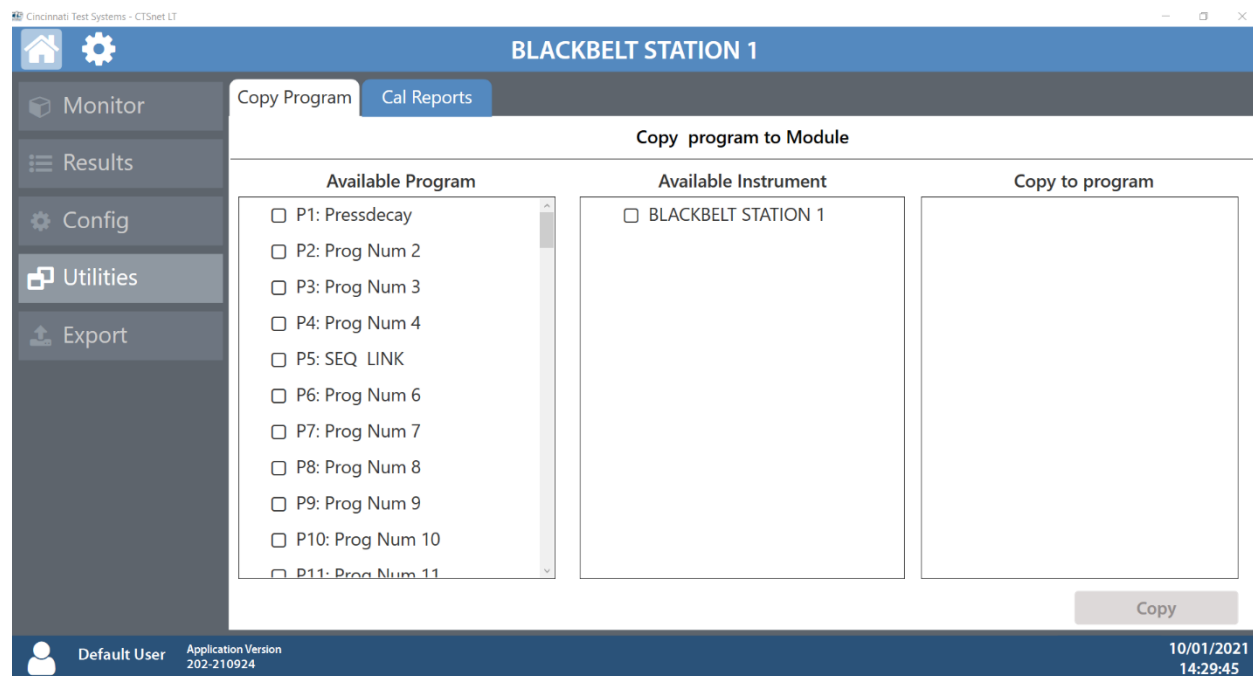 Cincinnati Test Systems - CTSnet LT
BLACKBELT STATION 1
Monitor
Results
Config
Utilities
Export
Copy Program
Cal Reports
Copy program to Module
Available Program
P1: Pressdecay
P2: Prog Num 2
P3: Prog Num 3
P4: Prog Num 4
P5: SEQ LINK
P6: Prog Num 6
P7: Prog Num 7
P8: Prog Num 8
P9: Prog Num 9
P10: Prog Num 10
P11: Prog Num 11
Available Instrument
BLACKBELT STATION 1
Copy to program
Copy
Default User
Application Version
202-210924
10/01/2021
14:29:45